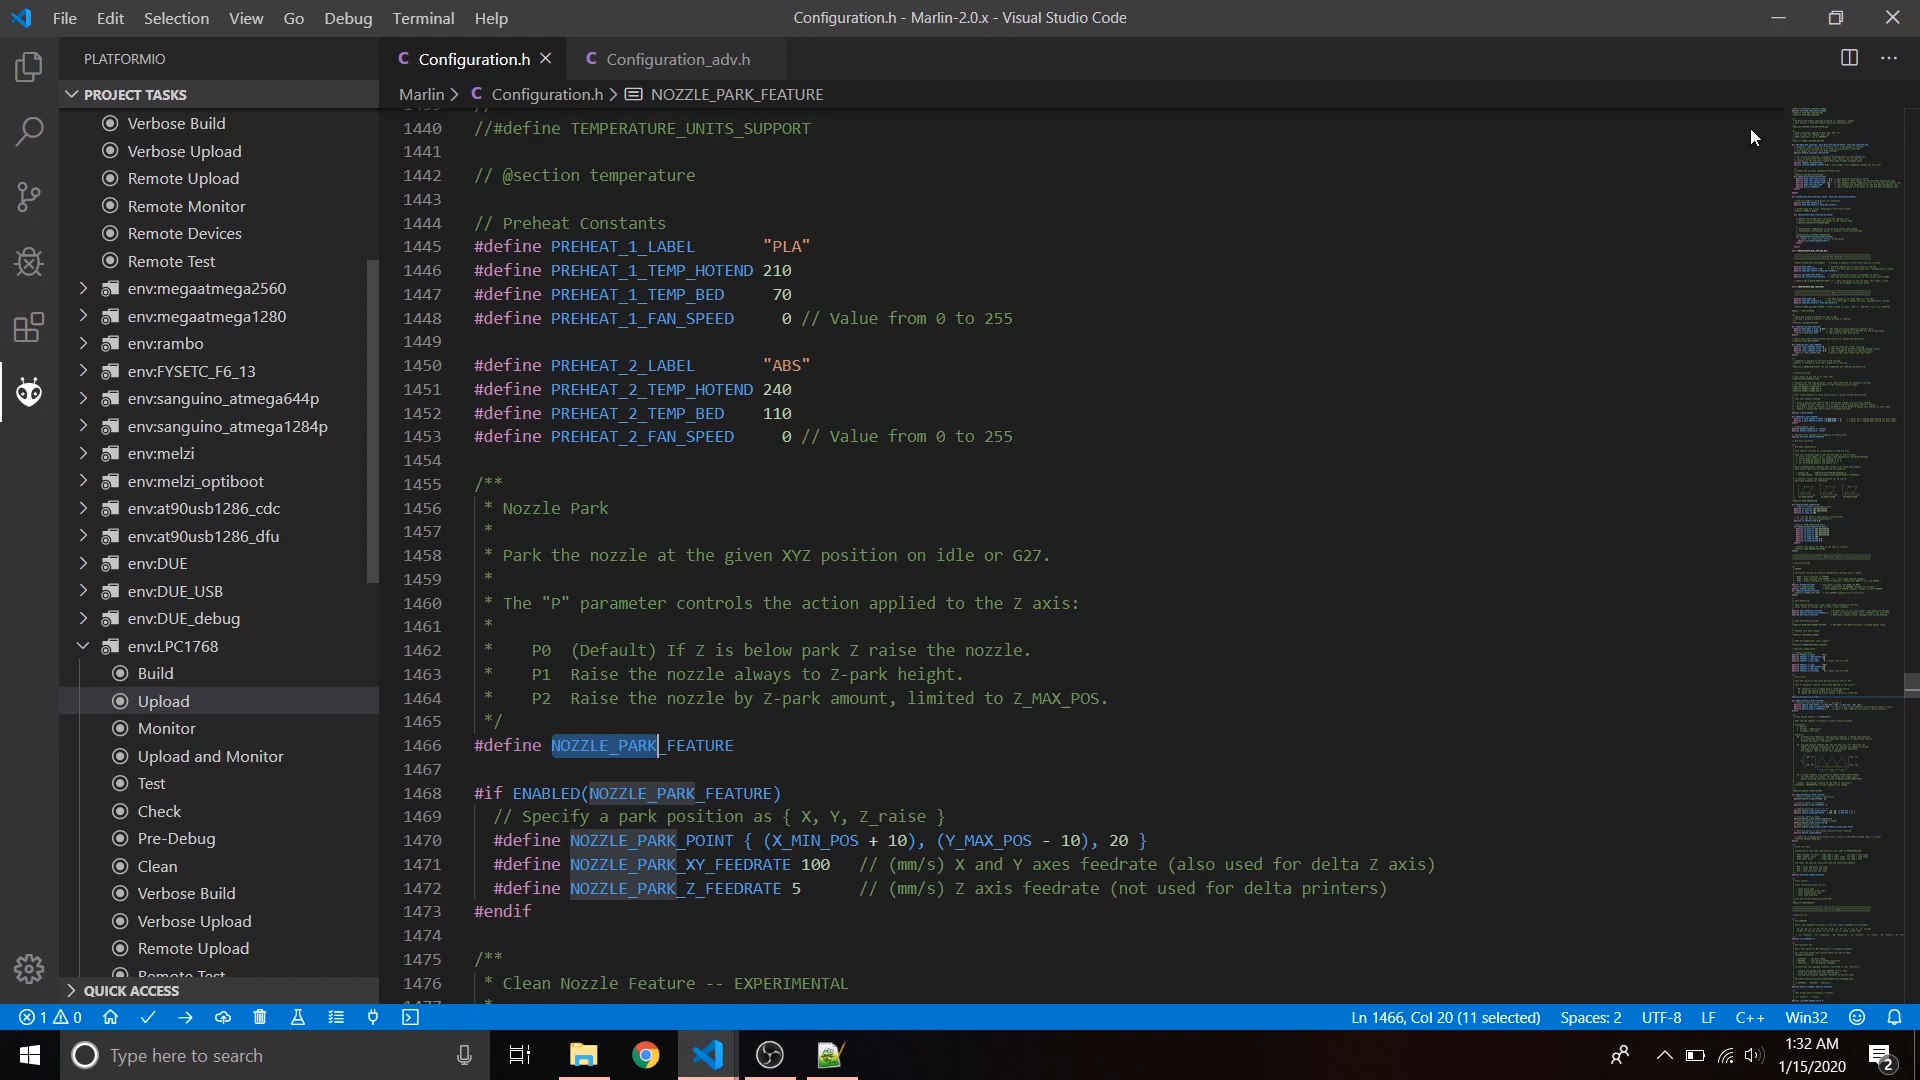 File Edit Selection View Go Debug Terminal Help
Configuration.h - Marlin-2.0.x - Visual Studio Code
PLATFORMIO
Configuration.h
Configuration_adv.h
PROJECT TASKS
Marlin > C Configuration.h > NOZZLE_PARK_FEATURE
Verbose Build
Verbose Upload
Remote Upload
Remote Monitor
Remote Devices
Remote Test
env:megaatmega2560
env:megaatmega1280
env:rambo
env:FYSETC_F6_13
env:sanguino_atmega644p
env:sanguino_atmega1284p
env:melzi
env:melzi_optiboot
env:at90usb1286_cdc
env:at90usb1286_dfu
env:DUE
env:DUE_USB
env:DUE_debug
env:LPC1768
Build
Upload
Monitor
Upload and Monitor
Test
Check
Pre-Debug
Clean
Verbose Build
Verbose Upload
Remote Upload
Remote Test
QUICK ACCESS
1440 //#define TEMPERATURE_UNITS_SUPPORT
1441
1442 // @section temperature
1443
1444 // Preheat Constants
1445 #define PREHEAT_1_LABEL       "PLA"
1446 #define PREHEAT_1_TEMP_HOTEND 210
1447 #define PREHEAT_1_TEMP_BED     70
1448 #define PREHEAT_1_FAN_SPEED     0 // Value from 0 to 255
1449
1450 #define PREHEAT_2_LABEL       "ABS"
1451 #define PREHEAT_2_TEMP_HOTEND 240
1452 #define PREHEAT_2_TEMP_BED    110
1453 #define PREHEAT_2_FAN_SPEED     0 // Value from 0 to 255
1454
1455 /**
1456  * Nozzle Park
1457  *
1458  * Park the nozzle at the given XYZ position on idle or G27.
1459  *
1460  * The "P" parameter controls the action applied to the Z axis:
1461  *
1462  *    P0  (Default) If Z is below park Z raise the nozzle.
1463  *    P1  Raise the nozzle always to Z-park height.
1464  *    P2  Raise the nozzle by Z-park amount, limited to Z_MAX_POS.
1465  */
1466 #define NOZZLE_PARK_FEATURE
1467
1468 #if ENABLED(NOZZLE_PARK_FEATURE)
1469   // Specify a park position as { X, Y, Z_raise }
1470   #define NOZZLE_PARK_POINT { (X_MIN_POS + 10), (Y_MAX_POS - 10), 20 }
1471   #define NOZZLE_PARK_XY_FEEDRATE 100   // (mm/s) X and Y axes feedrate (also used for delta Z axis)
1472   #define NOZZLE_PARK_Z_FEEDRATE 5      // (mm/s) Z axis feedrate (not used for delta printers)
1473 #endif
1474
1475 /**
1476  * Clean Nozzle Feature -- EXPERIMENTAL
1 0
Ln 1466, Col 20 (11 selected) Spaces: 2 UTF-8 LF C++ Win32
Type here to search
1:32 AM
1/15/2020
2